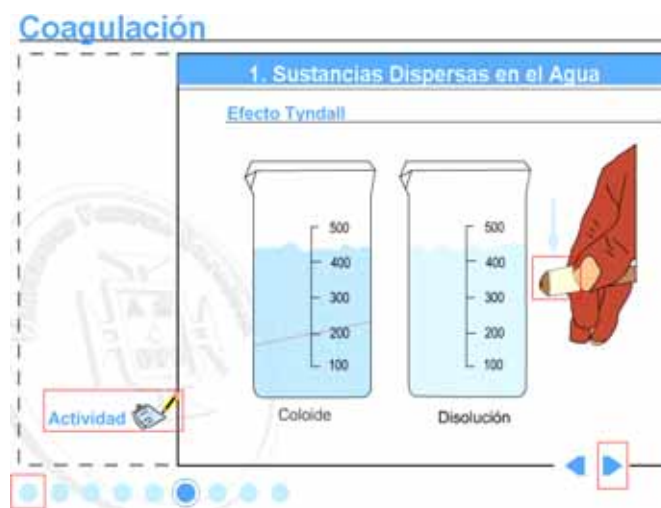 Coagulación
1. Sustancias Dispersas en el Agua
Efecto Tyndall
500
400
300
200
100
500
400
300
200
100
Coloide
Disolución
Actividad